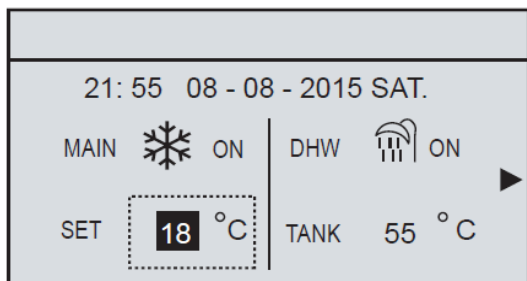 21: 55 08 - 08 - 2015 SAT.
MAIN ON DHW ON
SET 18 °C TANK 55 °C